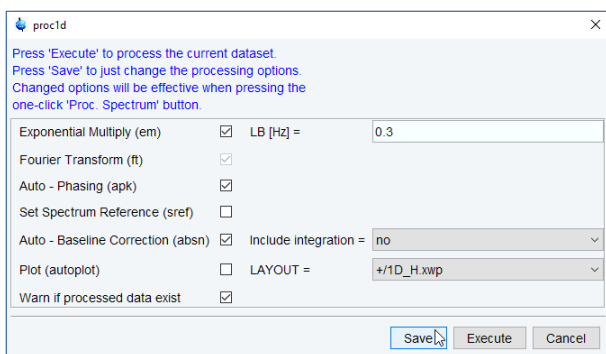 proc1d
Press 'Execute' to process the current dataset.
Press 'Save' to just change the processing options.
Changed options will be effective when pressing the
one-click 'Proc. Spectrum' button.
Exponential Multiply (em) LB [Hz] = 0.3
Fourier Transform (ft)
Auto - Phasing (apk)
Set Spectrum Reference (sref)
Auto - Baseline Correction (absn) Include integration = no
Plot (autoplot) LAYOUT = +/1D_H.xwp
Warn if processed data exist
Save Execute Cancel